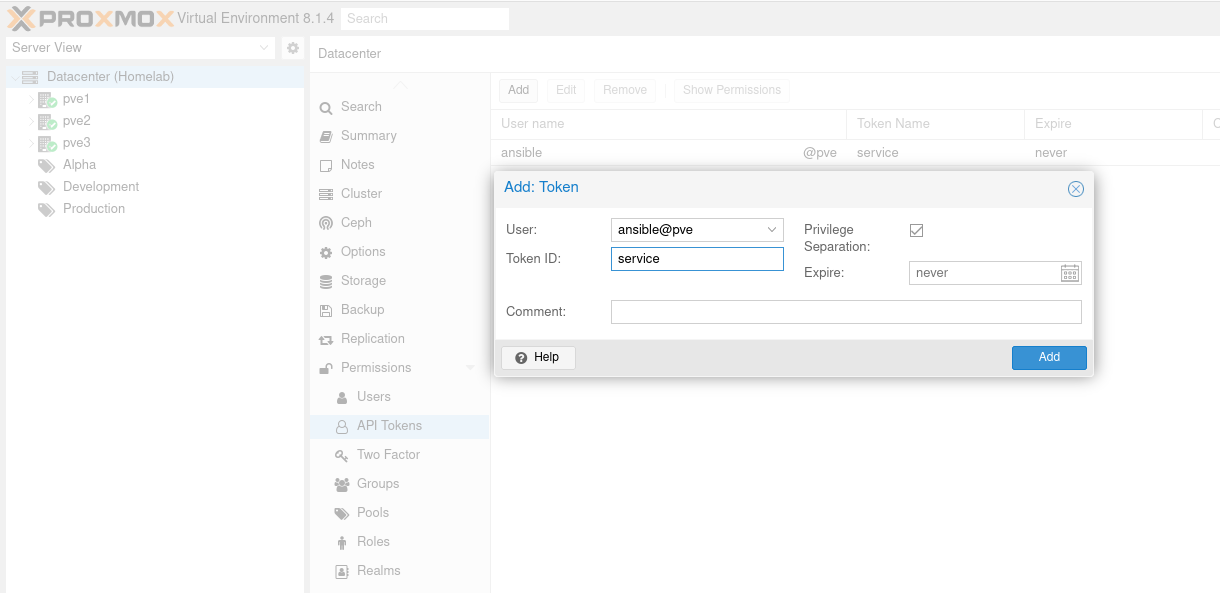 PROXMOX Virtual Environment 8.1.4 Search
Server View
Datacenter (Homelab)
pve1
pve2
pve3
Alpha
Development
Production
Datacenter
Search
Summary
Notes
Cluster
Ceph
Options
Storage
Backup
Replication
Permissions
Users
API Tokens
Two Factor
Groups
Pools
Roles
Realms
Add Edit Remove Show Permissions
User name Token Name Expire C
ansible @pve service never
Add: Token
User: ansible@pve
Token ID: service
Privilege
Separation:
Expire: never
Comment:
Help Add